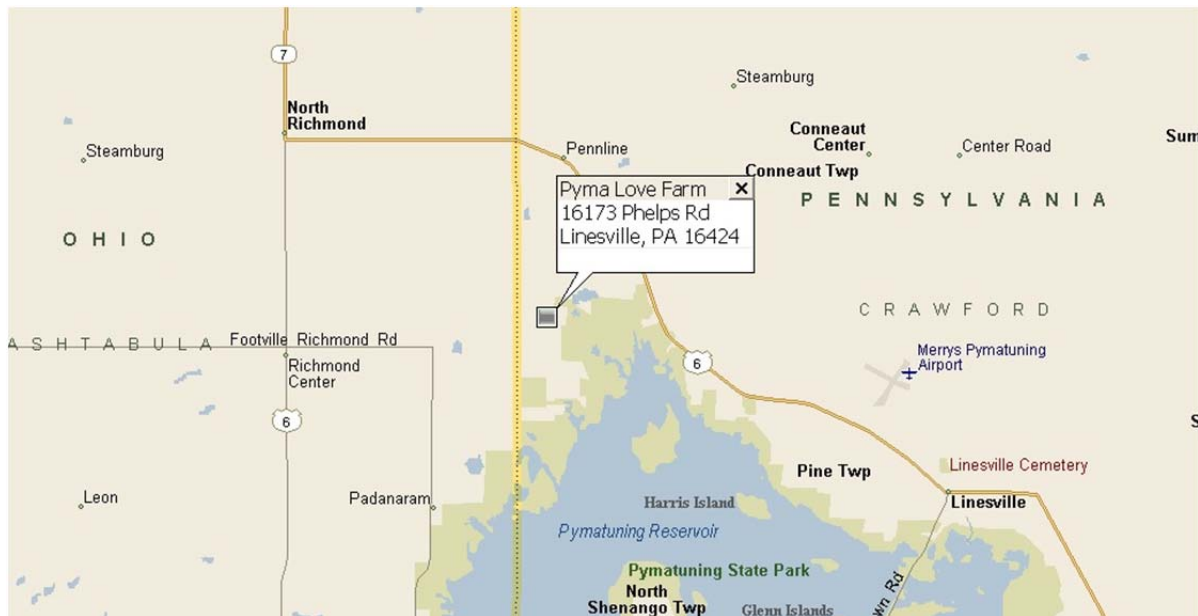 7
Steamburg
North
Richmond
Conneaut
Center
Center Road
Sum
Steamburg
Pennline
Conneaut Twp
Pyma Love Farm
16173 Phelps Rd
Linesville, PA 16424
PENNSYLVANIA
OHIO
CRAWFORD
ASHTABULA
Footville Richmond Rd
Merrys Pymatuning
Airport
Richmond
Center
6
6
S
Pine Twp
Linesville Cemetery
Leon
Padanaram
Harris Island
Linesville
Pymatuning Reservoir
Pymatuning State Park
North
Shenango Twp
Glenn Islands
wn Rd